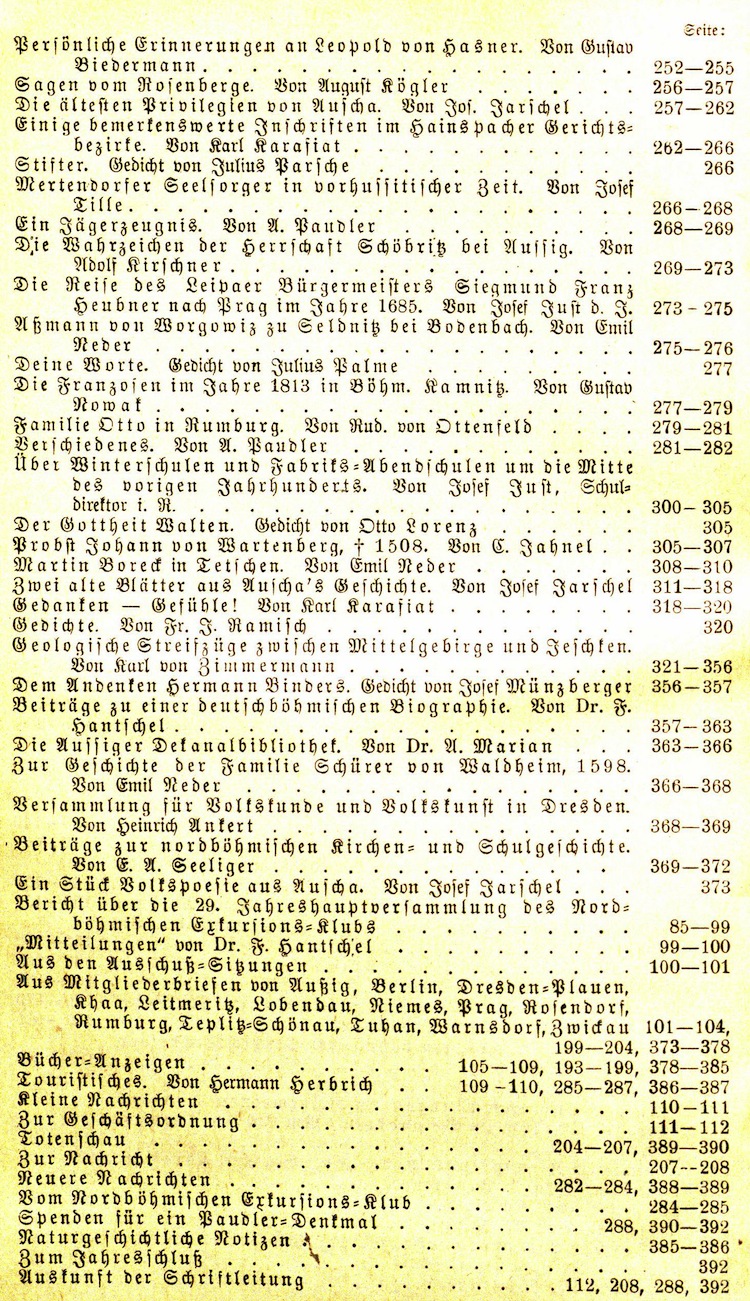 Seite:
Persönliche Erinnerungen an Leopold von Hasner. Von Gustav
Biedermann . . . . . . . . . . . . . . . . 252—255
Sagen vom Rosenberge. Von August Kögler . . . . . . . 256—257
Die ältesten Privilegien von Auscha. Von Jos. Jarschel . . . 257—262
Einige bemerkenswerte Inschriften im Hainspacher Gerichts-
bezirke. Von Karl Karafiat . . . . . . . . . . . 262—266
Stifter. Gedicht von Julius Parsche . . . . . . . . . . 266
Mertendorfer Seelsorger in vorhussitischer Zeit. Von Josef
Tille . . . . . . . . . . . . . . . . . . . 266—268
Ein Jägerzeugnis. Von A. Paudler . . . . . . . . . 268—269
Die Wahrzeichen der Herrschaft Schöbritz bei Aussig. Von
Adolf Kirschner . . . . . . . . . . . . . . . 269—273
Die Reise des Leipaer Bürgermeisters Siegmund Franz
Heubner nach Prag im Jahre 1685. Von Josef Just d. J. 273-275
Aßmann von Worgowiz zu Seldnitz bei Bodenbach. Von Emil
Neder . . . . . . . . . . . . . . . . . . 275—276
Deine Worte. Gedicht von Julius Palme . . . . . . . . 277
Die Franzosen im Jahre 1813 in Böhm. Kamnitz. Von Gustav
Nowak . . . . . . . . . . . . . . . . . . 277—279
Familie Otto in Rumburg. Von Rud. von Ottenfeld . . . . 279—281
Verschiedenes. Von A. Paudler . . . . . . . . . . . 281—282
Über Winterschulen und Fabriks-Abendschulen um die Mitte
des vorigen Jahrhunderts. Von Josef Just, Schul-
direktor i. R. . . . . . . . . . . . . . . . . 300-305
Der Gottheit Walten. Gedicht von Otto Lorenz . . . . . . 305
Probst Johann von Wartenberg, † 1508. Von C. Jahnel . . 305—307
Martin Boreck in Tetschen. Von Emil Neder . . . . . . 308—310
Zwei alte Blätter aus Auscha's Geschichte. Von Josef Jarschel 311—318
Gedanken — Gefühle! Von Karl Karafiat . . . . . . . 318—320
Gedichte. Von Fr. J. Ramisch . . . . . . . . . . . 320
Geologische Streifzüge zwischen Mittelgebirge und Jeschken.
Von Karl von Zimmermann . . . . . . . . . . . 321—356
Dem Andenken Hermann Binders. Gedicht von Josef Münzberger 356—357
Beiträge zu einer deutschböhmischen Biographie. Von Dr. F.
Hantschel . . . . . . . . . . . . . . . . . 357—363
Die Aussiger Dekanalbibliothek. Von Dr. A. Marian . . . 363—366
Zur Geschichte der Familie Schürer von Waldheim, 1598.
Von Emil Neder . . . . . . . . . . . . . . . 366—368
Versammlung für Volkskunde und Volkskunst in Dresden.
Von Heinrich Ankert . . . . . . . . . . . . . 368—369
Beiträge zur nordböhmischen Kirchen- und Schulgeschichte.
Von E. A. Seeliger . . . . . . . . . . . . . 369—372
Ein Stück Volkspoesie aus Auscha. Von Josef Jarschel . . . 373
Bericht über die 29. Jahreshauptversammlung des Nord-
böhmischen Exkursions-Klubs . . . . . . . . . 85—99
„Mitteilungen“ von Dr. F. Hantschel . . . . . . . . . 99—100
Aus den Ausschuß-Sitzungen . . . . . . . . . . . 100—101
Aus Mitgliederbriefen von Außig, Berlin, Dresden-Plauen,
Khaa, Leitmeritz, Lobendau, Niemes, Prag, Rosendorf,
Rumburg, Teplitz-Schönau, Tuhan, Warnsdorf, Zwickau 101—104,
199—204, 373—378
Bücher-Anzeigen . . . . . . . . . 105—109, 193—199, 378—385
Touristisches. Von Hermann Herbrich . . 109-110, 285—287, 386—387
Kleine Nachrichten . . . . . . . . . . . . . . . 110—111
Zur Geschäftsordnung . . . . . . . . . . . . . . 111—112
Totenschau . . . . . . . . . . . . . . 204—207, 389—390
Zur Nachricht . . . . . . . . . . . . . . . . 207--208
Neuere Nachrichten . . . . . . . . . . . 282—284, 388—389
Vom Nordböhmischen Exkursions-Klub . . . . . . . . 284—285
Spenden für ein Paudler-Denkmal . . . . . . . 288, 390—392
Naturgeschichtliche Notizen . . . . . . . . . . . . 385—386
Zum Jahresschluß . . . . . . . . . . . . . . . 392
Auskunft der Schriftleitung . . . . . . . . . 112, 208, 288, 392